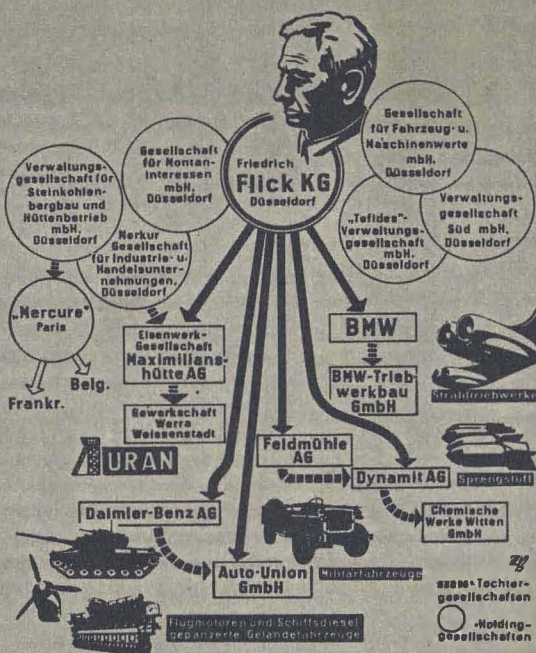 Gesellschaft
für Fahrzeug- u.
Maschinenwerte
mbH.
Düsseldorf
Gesellschaft
für Montan-
interessen
mbH.
Düsseldorf
Friedrich
Flick KG
Düsseldorf
Verwaltungs-
gesellschaft für
Steinkohlen-
bergbau und
Hüttenbetrieb
mbH.
Düsseldorf
Verwaltungs-
gesellschaft
Süd mbH.
Düsseldorf
„Tefides"-
Verwaltungs-
gesellschaft
mbH.
Düsseldorf
Merkur
Gesellschaft
für Industrie- u.
Handelsunter-
nehmungen,
Düsseldorf
„Mercure"
Paris
Frankr.
Belg.
Eisenwerk-
Gesellschaft
Maximilians-
hütte AG
BMW
BMW-Trieb-
werkbau
GmbH
Strahltriebwerke
Gewerkschaft
Werra
Weissenstadt
URAN
Feldmühle
AG
Dynamit AG
Sprengstoff
Daimler-Benz AG
Chemische
Werke Witten
GmbH
Auto-Union
GmbH
Militärfahrzeuge
Flugmotoren und Schiffsdiesel
gepanzerte Geländefahrzeuge
-Tochter-
gesellschaften
-Holding-
gesellschaften